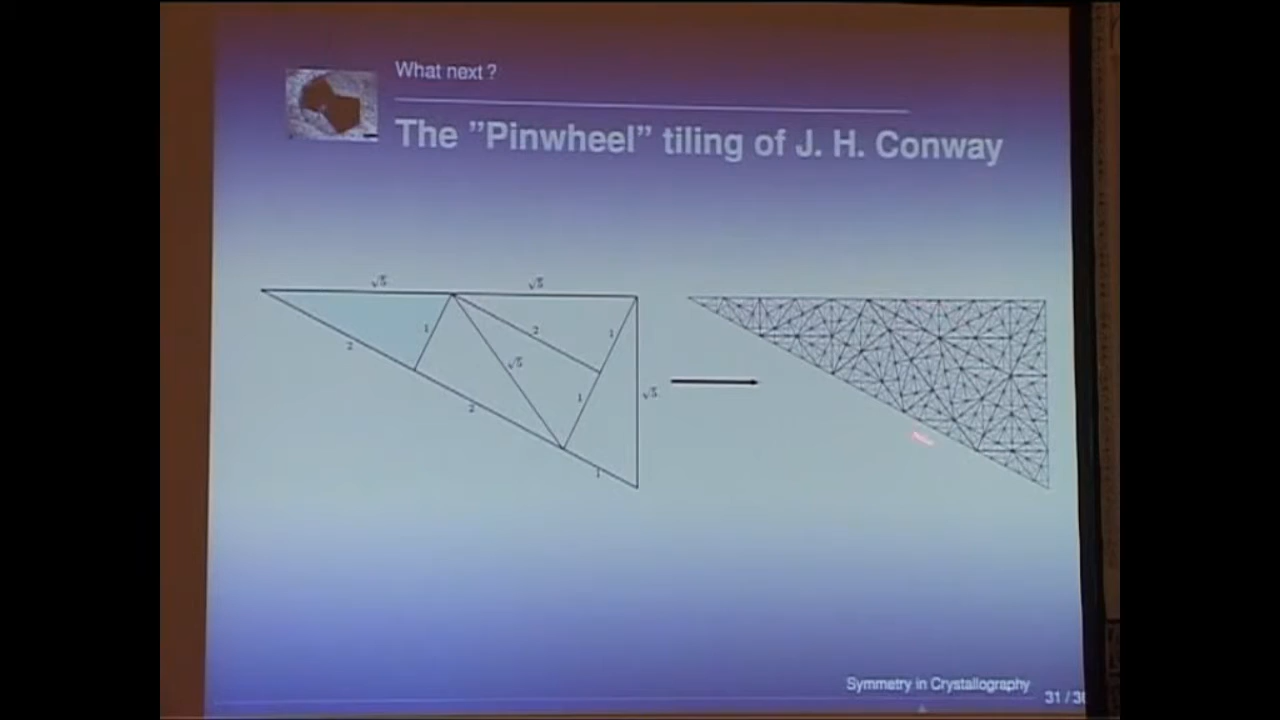 What next ?
The "Pinwheel" tiling of J. H. Conway
√5 √5
1 2 1
2 √5
√5
1
2
1
Symmetry in Crystallography
31 /